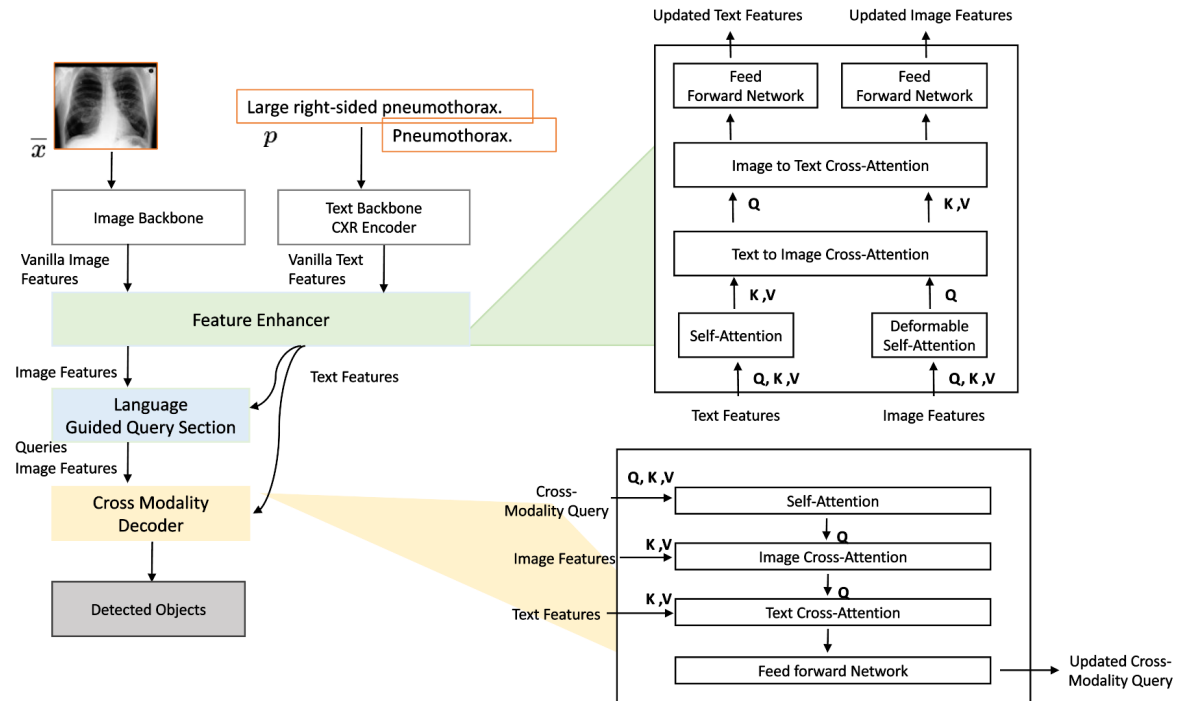 x̅
Large right-sided pneumothorax.
p
Pneumothorax.
Image Backbone
Text Backbone
CXR Encoder
Vanilla Image
Features
Vanilla Text
Features
Feature Enhancer
Image Features
Text Features
Language
Guided Query Section
Queries
Image Features
Cross Modality
Decoder
Detected Objects
Updated Text Features
Updated Image Features
Feed
Forward Network
Feed
Forward Network
Image to Text Cross-Attention
Q
K ,V
Text to Image Cross-Attention
K ,V
Q
Self-Attention
Deformable
Self-Attention
Q, K ,V
Q, K ,V
Text Features
Image Features
Q, K ,V
Cross-
Modality Query
Self-Attention
Q
K ,V
Image Features
Image Cross-Attention
Q
K ,V
Text Features
Text Cross-Attention
Feed forward Network
Updated Cross-
Modality Query